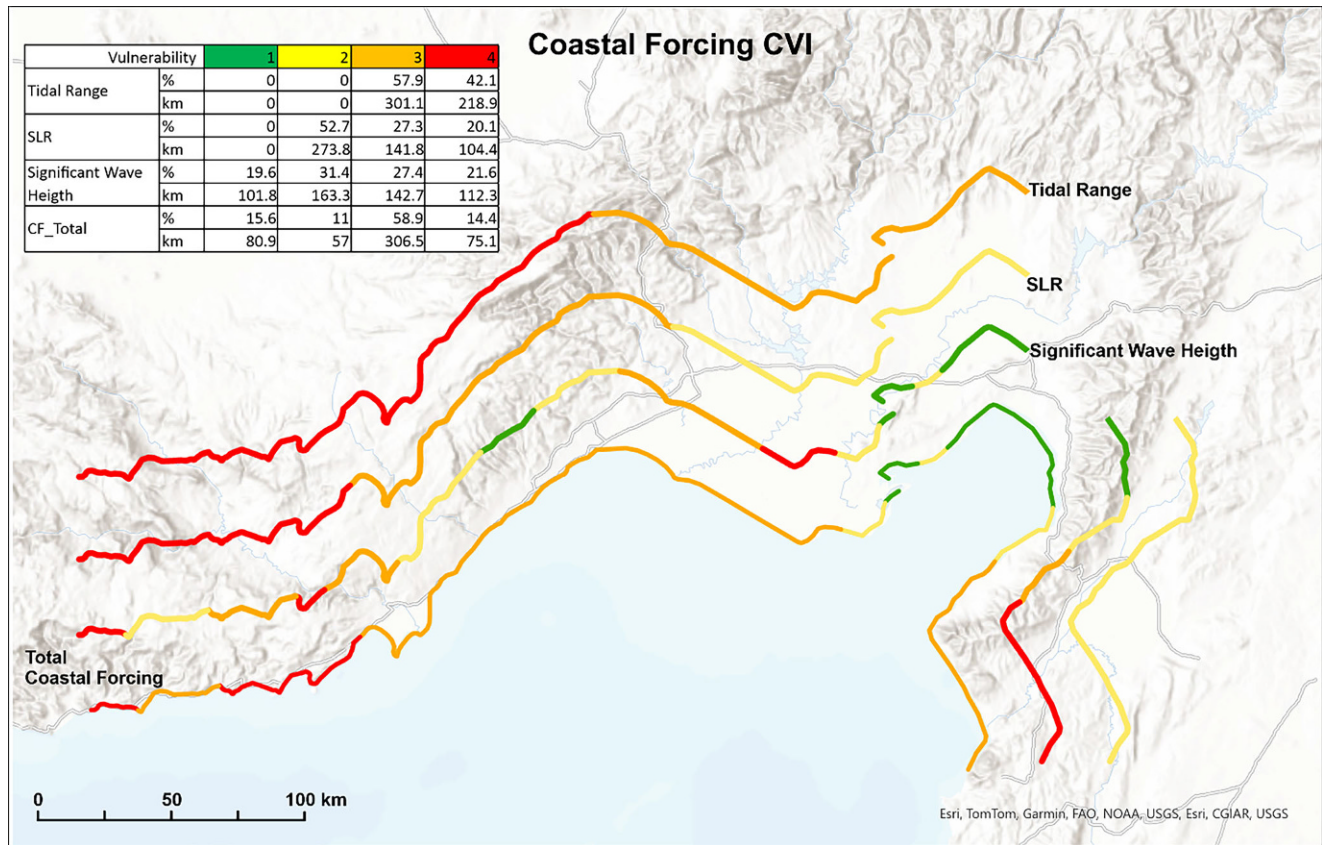 Coastal Forcing CVI
Vulnerability 1 2 3 4
Tidal Range % 0 0 57.9 42.1
km 0 0 301.1 218.9
SLR % 0 52.7 27.3 20.1
km 0 273.8 141.8 104.4
Significant Wave % 19.6 31.4 27.4 21.6
Heigth km 101.8 163.3 142.7 112.3
CF_Total % 15.6 11 58.9 14.4
km 80.9 57 306.5 75.1
Tidal Range
SLR
Significant Wave Heigth
Total
Coastal Forcing
0 50 100 km
Esri, TomTom, Garmin, FAO, NOAA, USGS, Esri, CGIAR, USGS